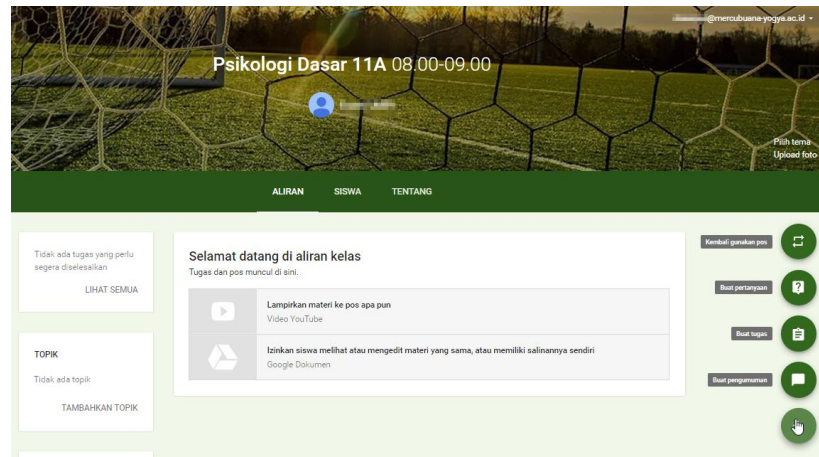 @mercubuana-yogya.ac.id
Psikologi Dasar 11A 08.00-09.00
Pilih tema
Upload foto
ALIRAN SISWA TENTANG
Tidak ada tugas yang perlu
segera diselesaikan
LIHAT SEMUA
TOPIK
Tidak ada topik
TAMBAHKAN TOPIK
Selamat datang di aliran kelas
Tugas dan pos muncul di sini.
Lampirkan materi ke pos apa pun
Video YouTube
Izinkan siswa melihat atau mengedit materi yang sama, atau memiliki salinannya sendiri
Google Dokumen
Kembali gunakan pos
Buat pertanyaan
Buat tugas
Buat pengumuman